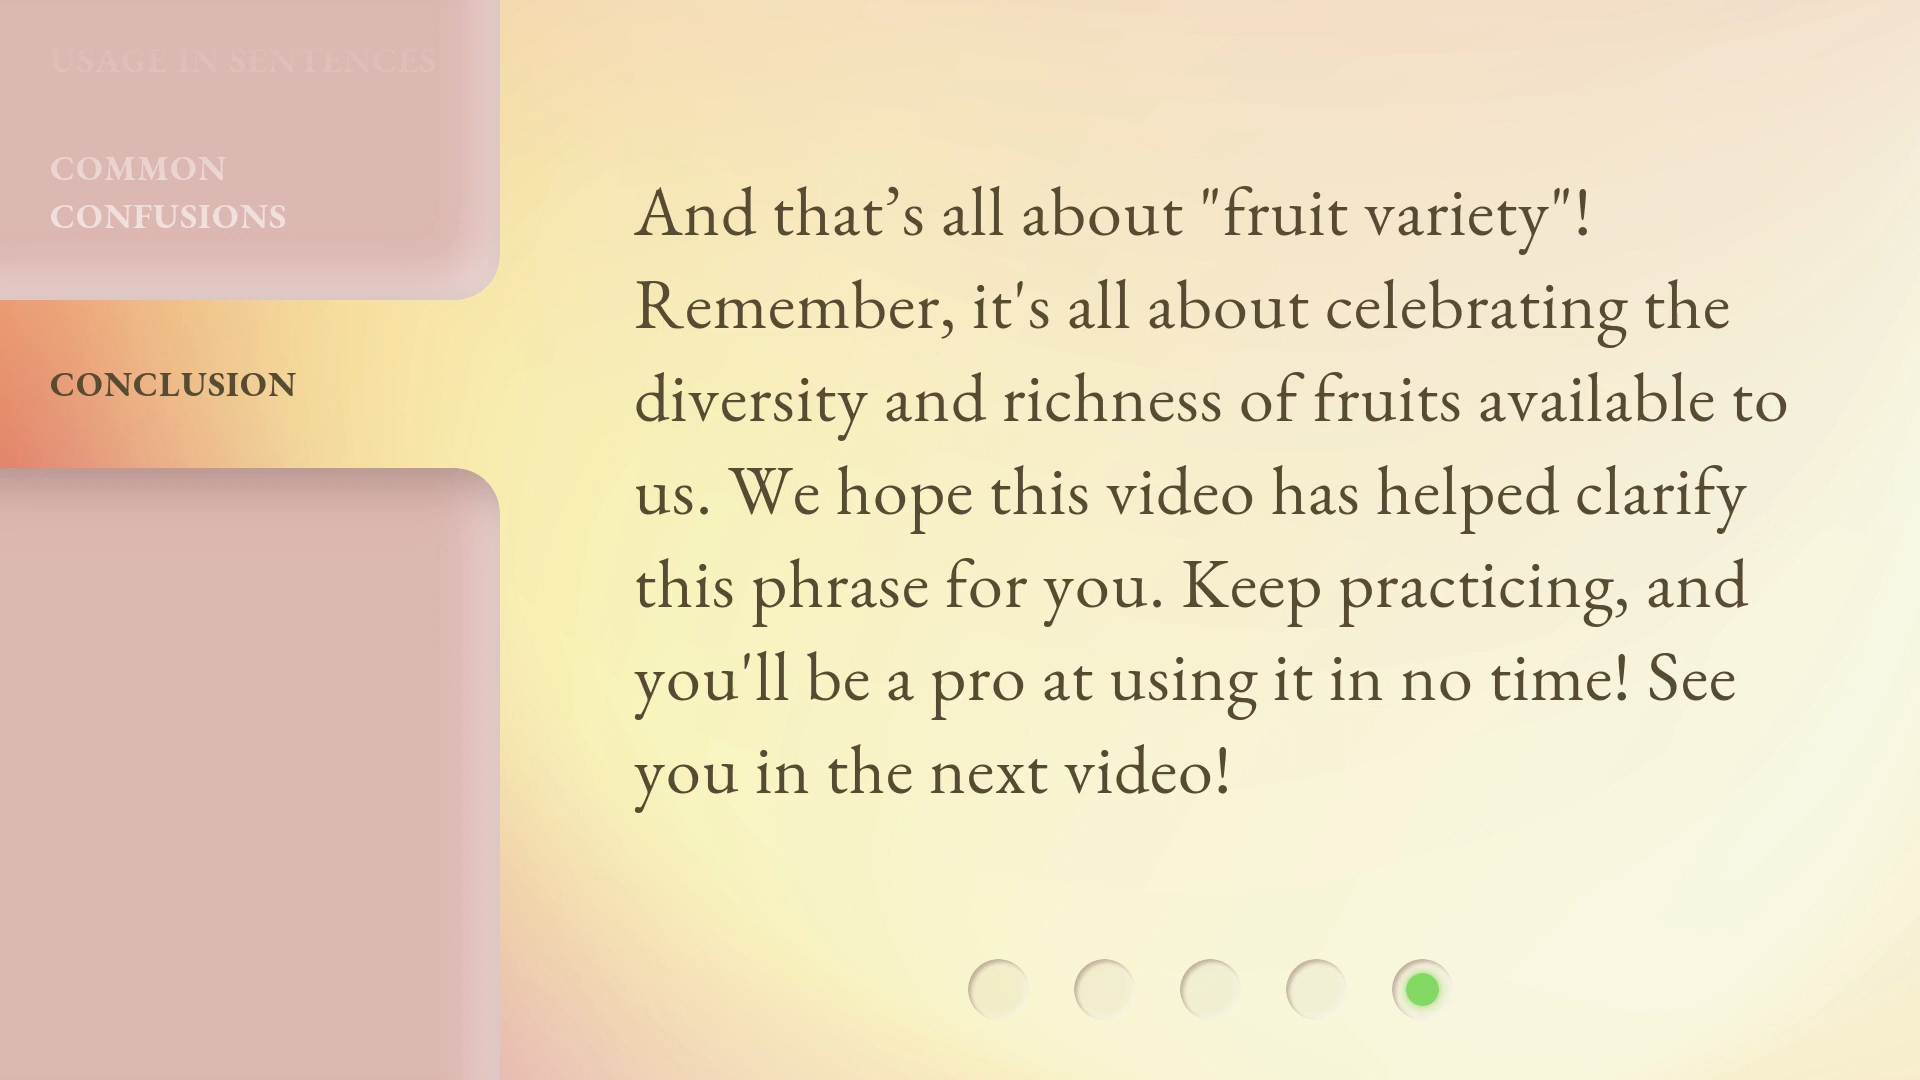 USAGE IN SENTENCES
COMMON
CONFUSIONS
CONCLUSION
And that’s all about "fruit variety"!
Remember, it's all about celebrating the
diversity and richness of fruits available to
us. We hope this video has helped clarify
this phrase for you. Keep practicing, and
you'll be a pro at using it in no time! See
you in the next video!